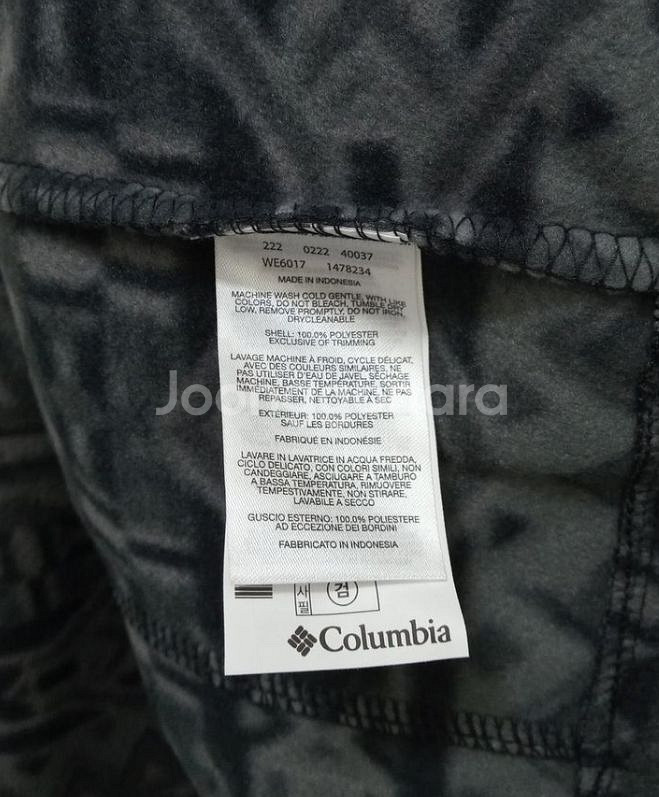 222 0222 40037
WE6017 1478234
MADE IN INDONESIA
MACHINE WASH COLD GENTLE, WITH LIKE
COLORS, DO NOT BLEACH, TUMBLE DRY
LOW, REMOVE PROMPTLY, DO NOT IRON,
DRYCLEANABLE
SHELL: 100.0% POLYESTER
EXCLUSIVE OF TRIMMING
LAVAGE MACHINE À FROID, CYCLE DÉLICAT,
AVEC DES COULEURS SIMILAIRES, NE
PAS UTILISER D'EAU DE JAVEL, SÉCHAGE
MACHINE, BASSE TEMPÉRATURE, SORTIR
IMMÉDIATEMENT DE LA MACHINE, NE PAS
REPASSER, NETTOYABLE À SEC
EXTÉRIEUR: 100.0% POLYESTER
SAUF LES BORDURES
FABRIQUÉ EN INDONÉSIE
LAVARE IN LAVATRICE IN ACQUA FREDDA,
CICLO DELICATO, CON COLORI SIMILI, NON
CANDEGGIARE, ASCIUGARE A TAMBURO
A BASSA TEMPERATURA, RIMUOVERE
TEMPESTIVAMENTE, NON STIRARE,
LAVABILE A SECCO
GUSCIO ESTERNO: 100.0% POLIESTERE
AD ECCEZIONE DEI BORDINI
FABBRICATO IN INDONESIA
사 검
필
Columbia